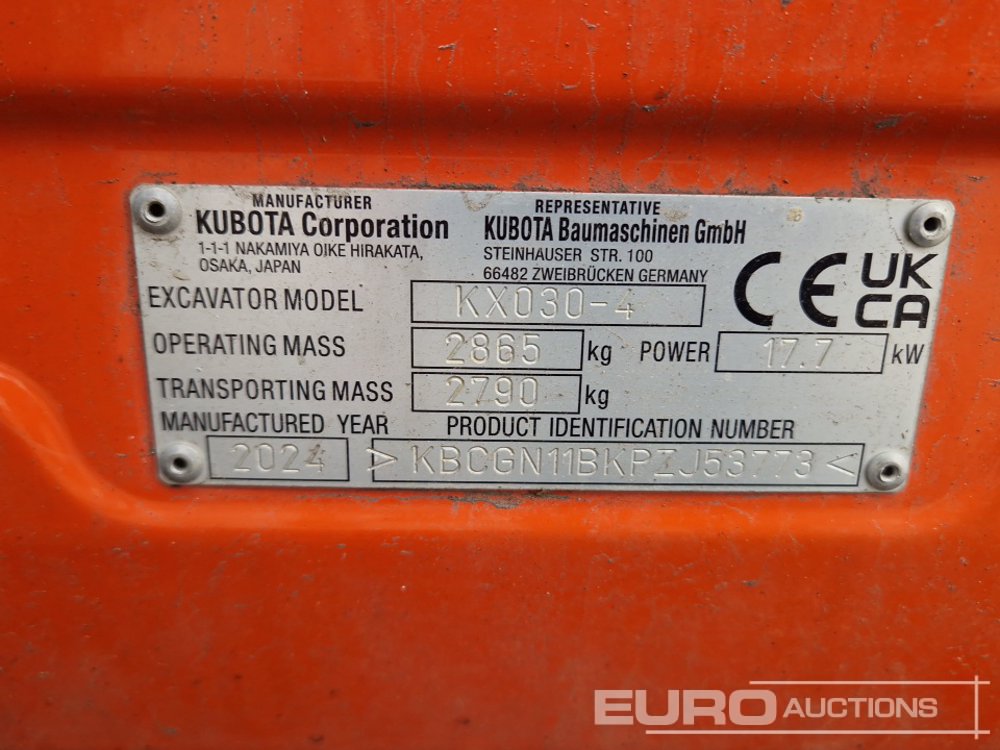 MANUFACTURER
KUBOTA Corporation
1-1-1 NAKAMIYA OIKE HIRAKATA,
OSAKA, JAPAN
REPRESENTATIVE
KUBOTA Baumaschinen GmbH
STEINHAUSER STR. 100
66482 ZWEIBRÜCKEN GERMANY
CE UK CA
EXCAVATOR MODEL KX030-4
OPERATING MASS 2865 kg POWER 17.7 kW
TRANSPORTING MASS 2790 kg
MANUFACTURED YEAR PRODUCT IDENTIFICATION NUMBER
2024 >KBCGN11BKPZJ53773<
EURO AUCTIONS